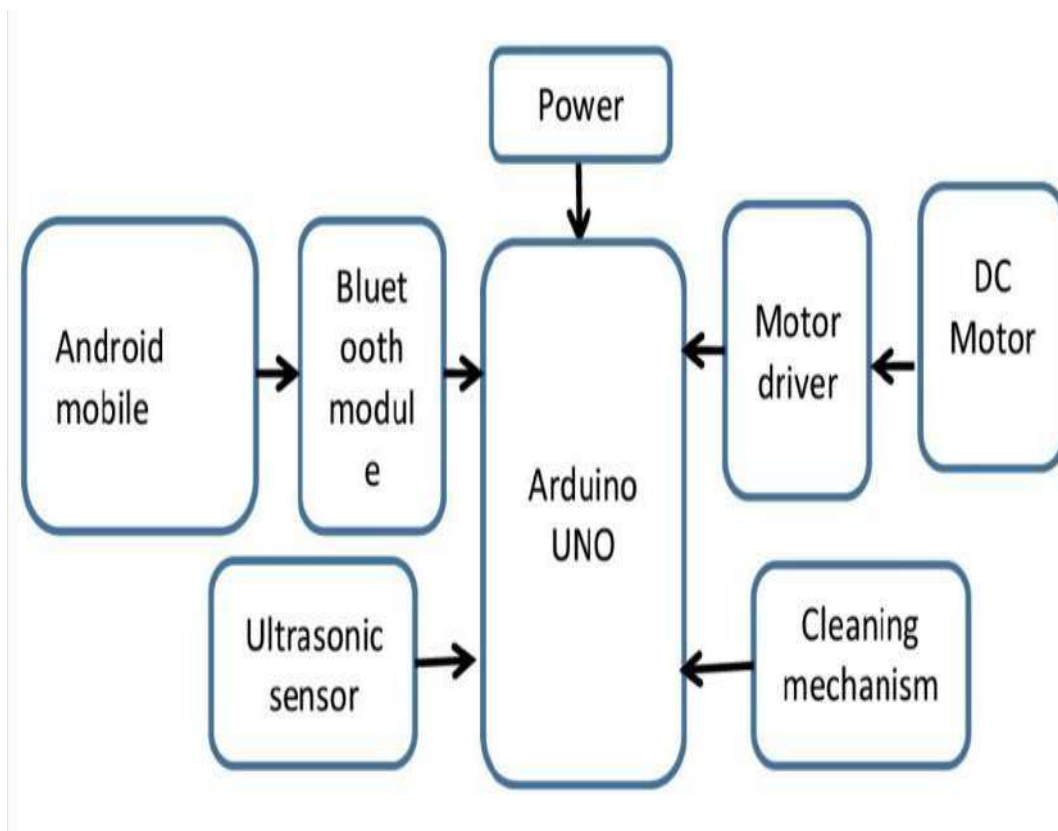 Power
Android
mobile
Bluet
ooth
modul
e
Arduino
UNO
Motor
driver
DC
Motor
Ultrasonic
sensor
Cleaning
mechanism